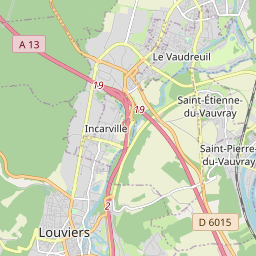 A 13
Le Vaudreuil
19
19
Saint-Étienne-
du-Vauvray
Incarville
Saint-Pierre-
du-Vauvray
2
D 6015
Louviers